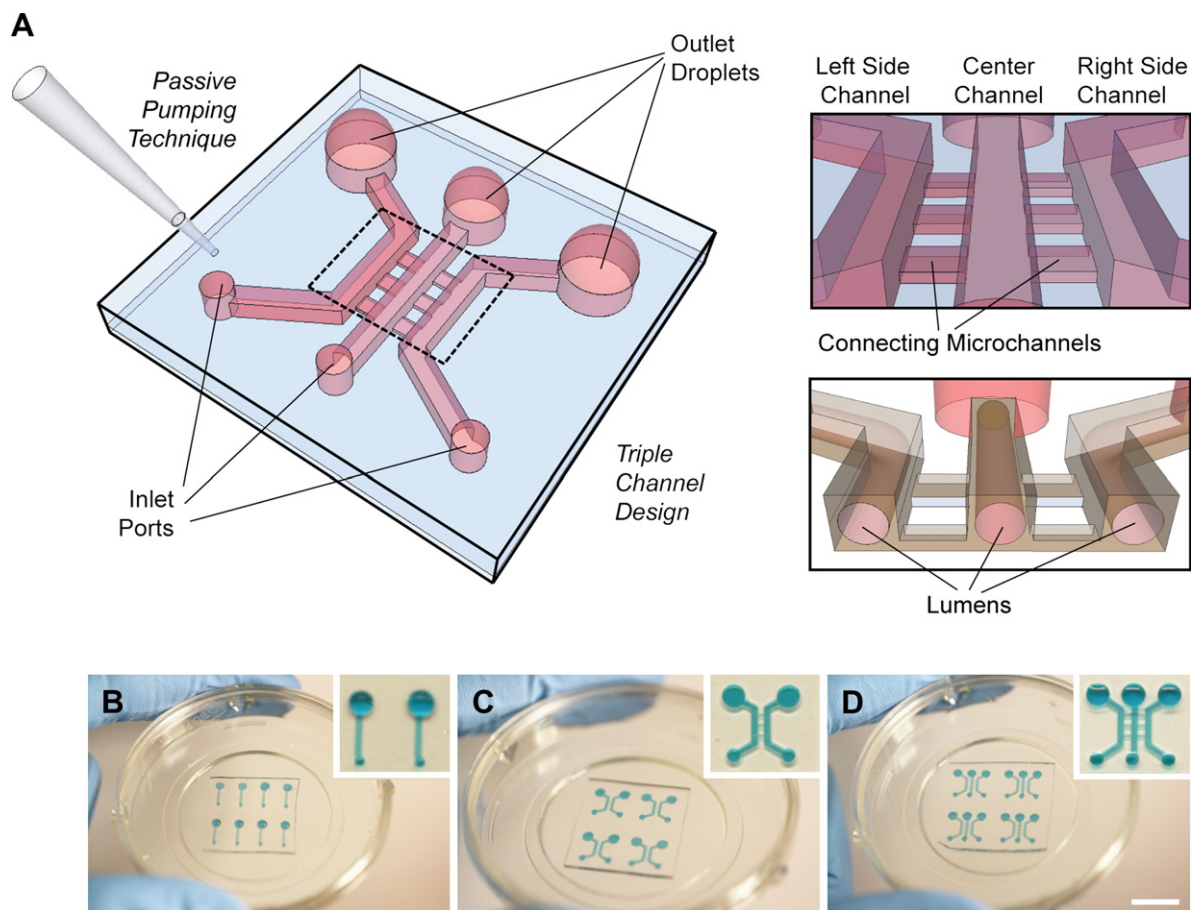 A
Passive
Pumping
Technique
Outlet
Droplets
Inlet
Ports
Triple
Channel
Design
Left Side
Channel
Center
Channel
Right Side
Channel
Connecting Microchannels
Lumens
B
C
D